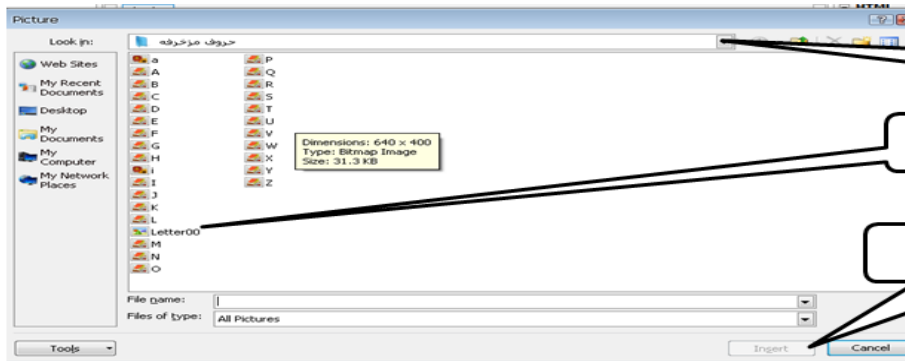 HTML
Picture
Look in:
حروف مزخرفه
Web Sites
My Recent
Documents
Desktop
My
Documents
My
Computer
My Network
Places
a
A
B
C
D
E
F
G
H
i
I
J
K
L
Letter00
M
N
O
P
Q
R
S
T
U
V
W
X
Y
Z
Dimensions: 640 x 400
Type: Bitmap Image
Size: 31.3 KB
File name:
Files of type:
All Pictures
Tools
Insert
Cancel